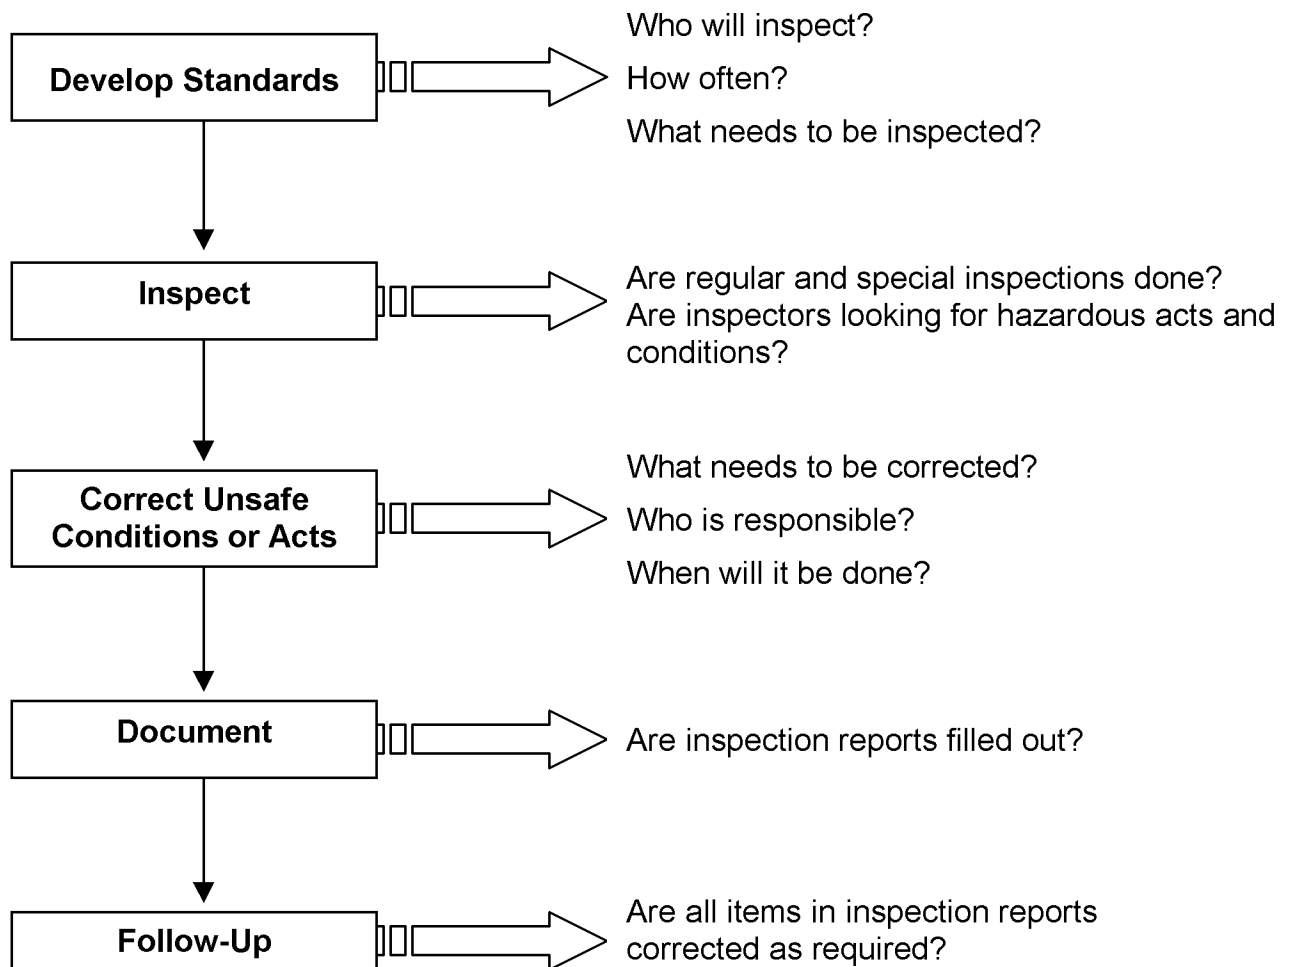 Develop Standards
Who will inspect?
How often?
What needs to be inspected?
Inspect
Are regular and special inspections done?
Are inspectors looking for hazardous acts and
conditions?
Correct Unsafe
Conditions or Acts
What needs to be corrected?
Who is responsible?
When will it be done?
Document
Are inspection reports filled out?
Follow-Up
Are all items in inspection reports
corrected as required?